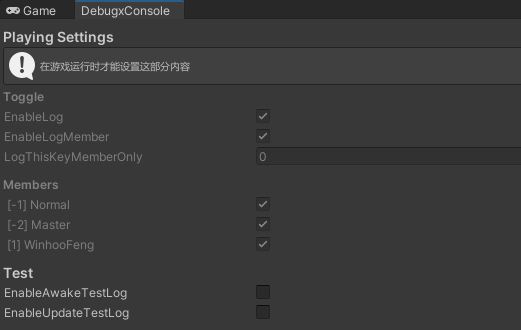 Game DebugxConsole
Playing Settings
在游戏运行时才能设置这部分内容
Toggle
EnableLog
EnableLogMember
LogThisKeyMemberOnly 0
Members
[-1] Normal
[-2] Master
[1] WinhooFeng
Test
EnableAwakeTestLog
EnableUpdateTestLog